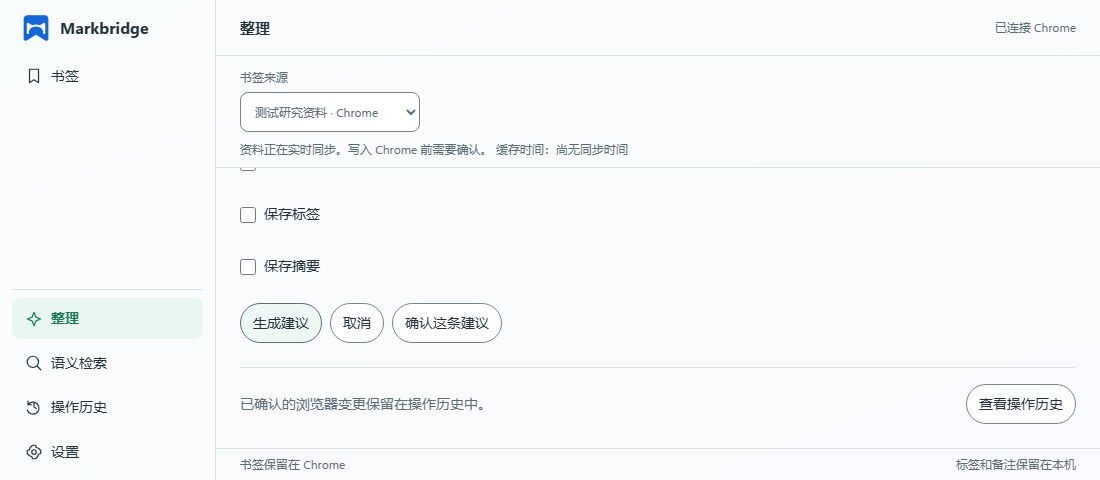 Markbridge
书签
整理
语义检索
操作历史
设置
整理
已连接 Chrome
书签来源
测试研究资料 · Chrome
资料正在实时同步。写入 Chrome 前需要确认。 缓存时间：尚无同步时间
保存标签
保存摘要
生成建议
取消
确认这条建议
已确认的浏览器变更保留在操作历史中。
查看操作历史
书签保留在 Chrome
标签和备注保留在本机